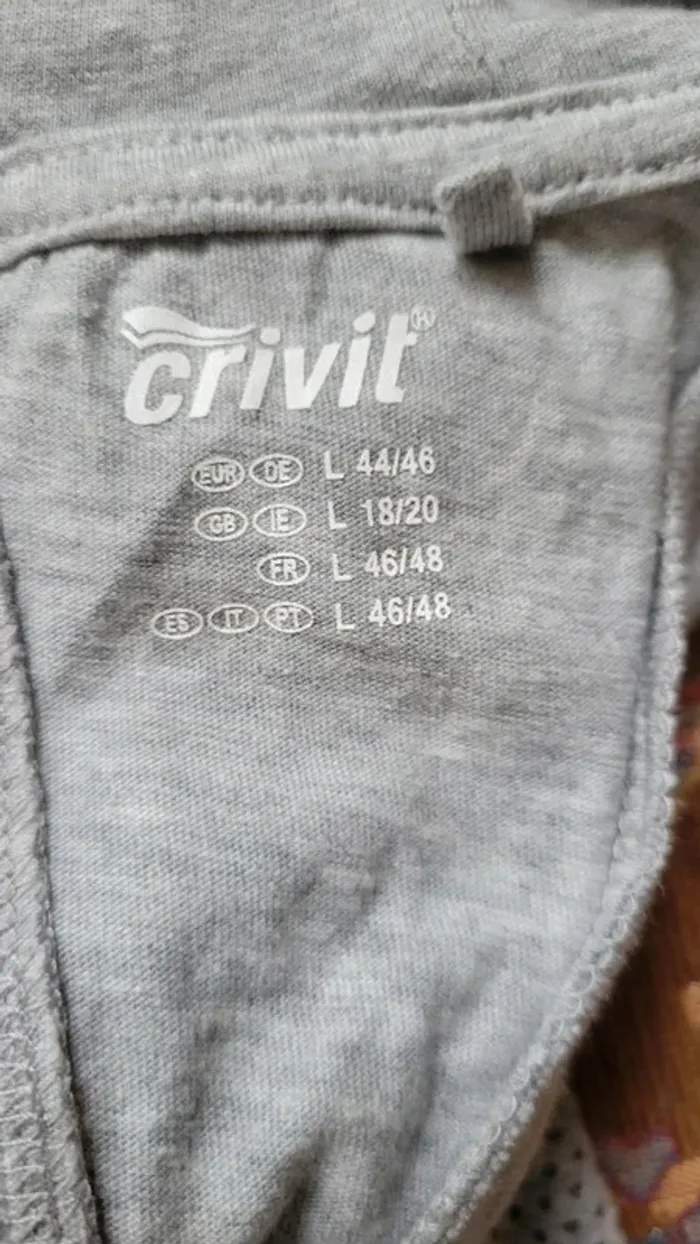 crivit®
EUR DE L 44/46
GB IE L 18/20
FR L 46/48
ES IT PT L 46/48